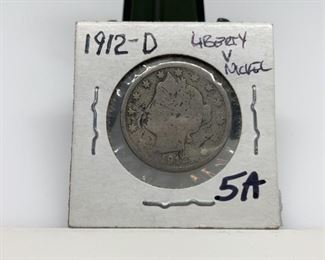 1912-D
LIBERTY
V
NICKEL
5A